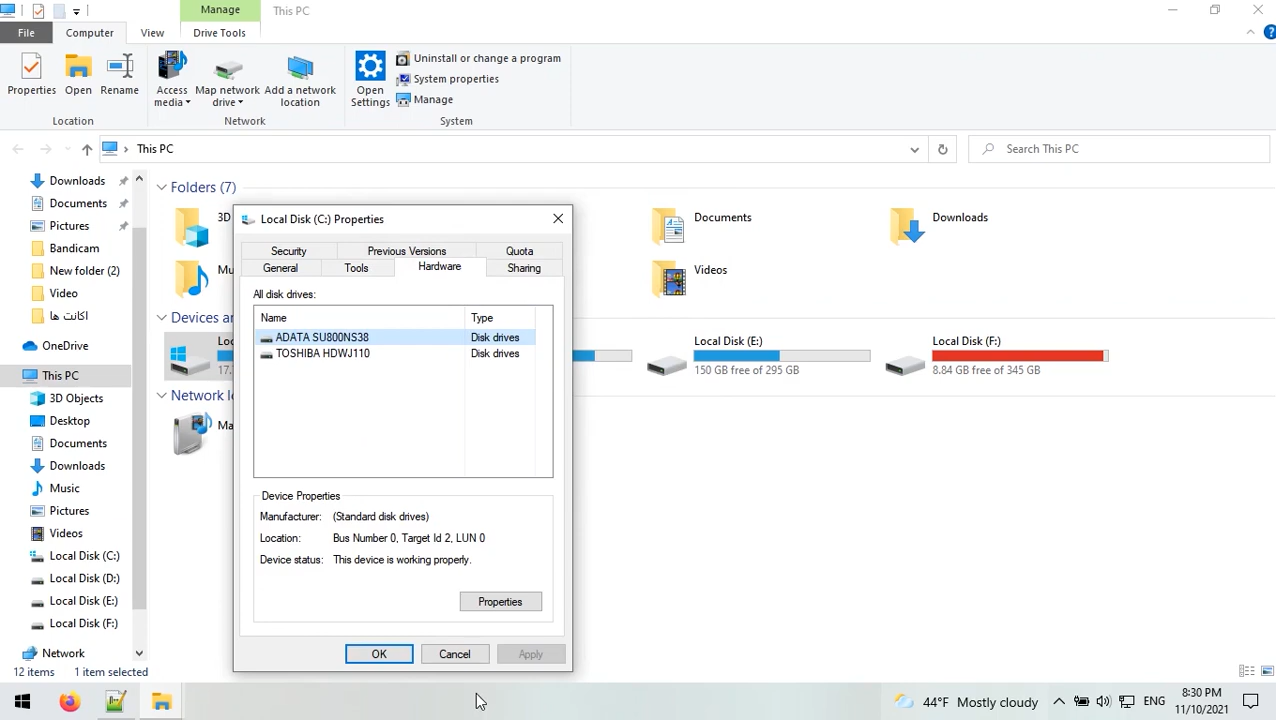 Manage
This PC
File
Computer
View
Drive Tools
Properties
Open
Rename
Location
Access media
Map network drive
Add a network location
Network
Open Settings
Uninstall or change a program
System properties
Manage
System
This PC
Search This PC
Downloads
Documents
Pictures
Bandicam
New folder (2)
Video
اکانت ها
OneDrive
This PC
3D Objects
Desktop
Documents
Downloads
Music
Pictures
Videos
Local Disk (C:)
Local Disk (D:)
Local Disk (E:)
Local Disk (F:)
Network
Folders (7)
3D
Documents
Downloads
Mu
Videos
Devices a
Lo
17.
Local Disk (E:)
150 GB free of 295 GB
Local Disk (F:)
8.84 GB free of 345 GB
Network l
Ma
Local Disk (C:) Properties
Security
Previous Versions
Quota
General
Tools
Hardware
Sharing
All disk drives:
Name
Type
ADATA SU800NS38
Disk drives
TOSHIBA HDWJ110
Disk drives
Device Properties
Manufacturer: (Standard disk drives)
Location: Bus Number 0, Target Id 2, LUN 0
Device status: This device is working properly.
Properties
OK
Cancel
Apply
12 items
1 item selected
44°F Mostly cloudy
ENG
8:30 PM
11/10/2021